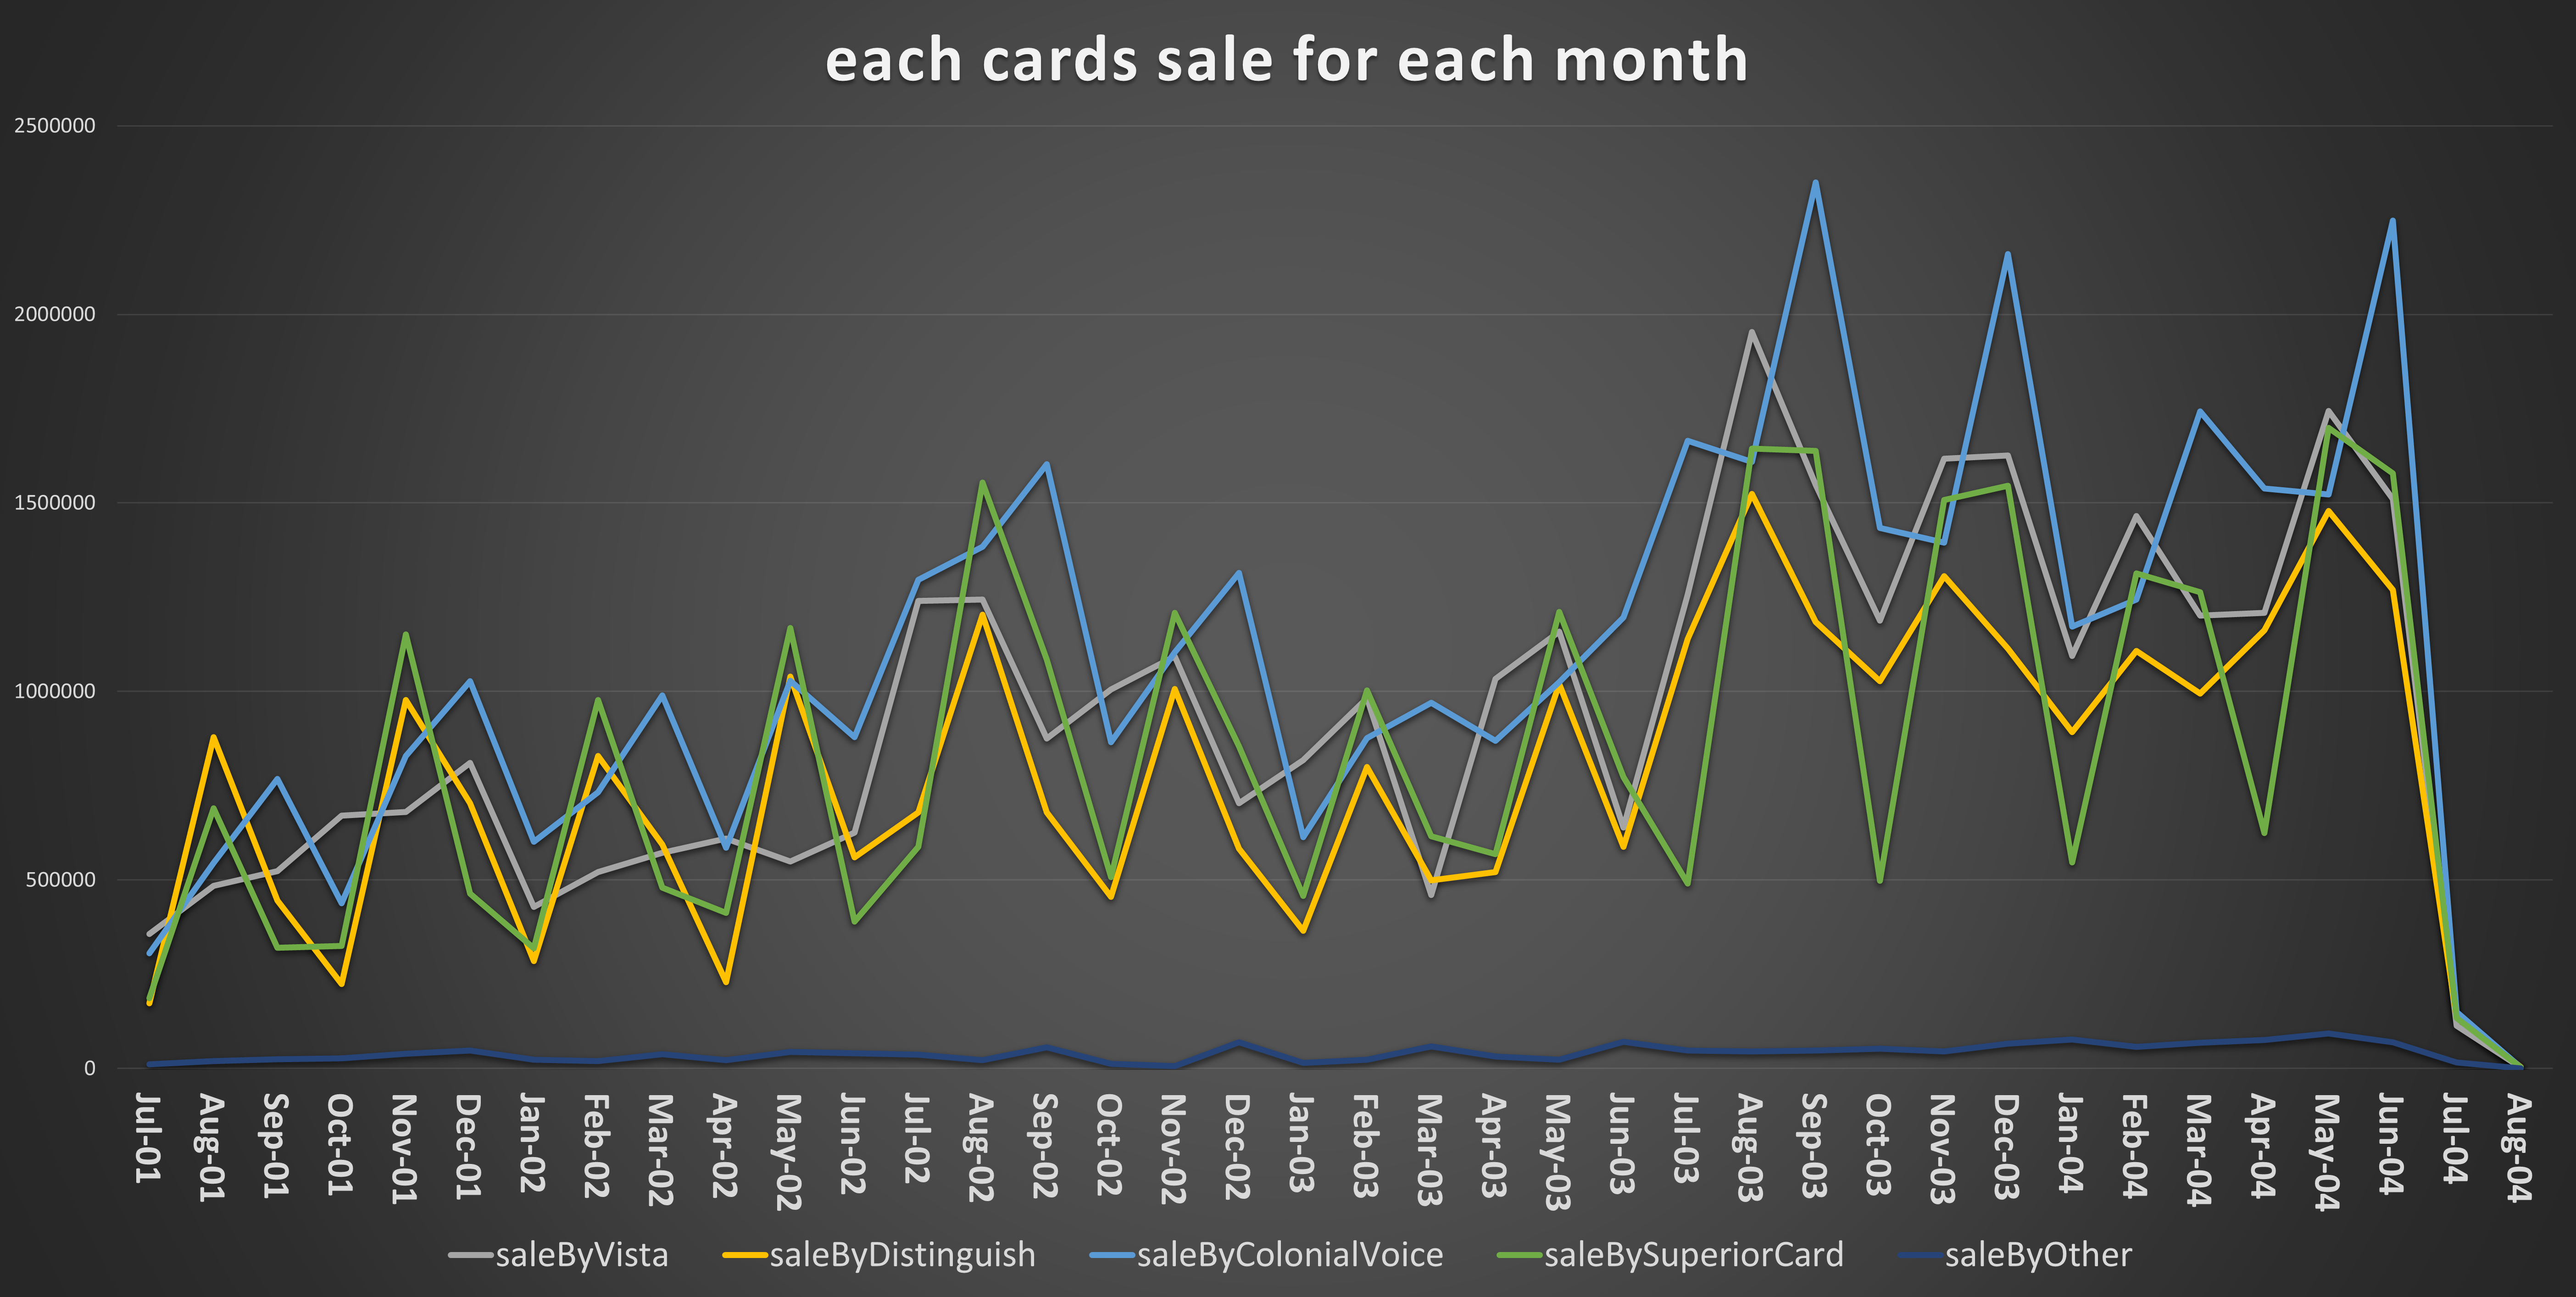 each cards sale for each month
2500000
2000000
1500000
1000000
500000
0
Jul-01
Aug-01
Sep-01
Oct-01
Nov-01
Dec-01
Jan-02
Feb-02
Mar-02
Apr-02
May-02
Jun-02
Jul-02
Aug-02
Sep-02
Oct-02
Nov-02
Dec-02
Jan-03
Feb-03
Mar-03
Apr-03
May-03
Jun-03
Jul-03
Aug-03
Sep-03
Oct-03
Nov-03
Dec-03
Jan-04
Feb-04
Mar-04
Apr-04
May-04
Jun-04
Jul-04
Aug-04
saleByVista saleByDistinguish saleByColonialVoice saleBySuperiorCard saleByOther